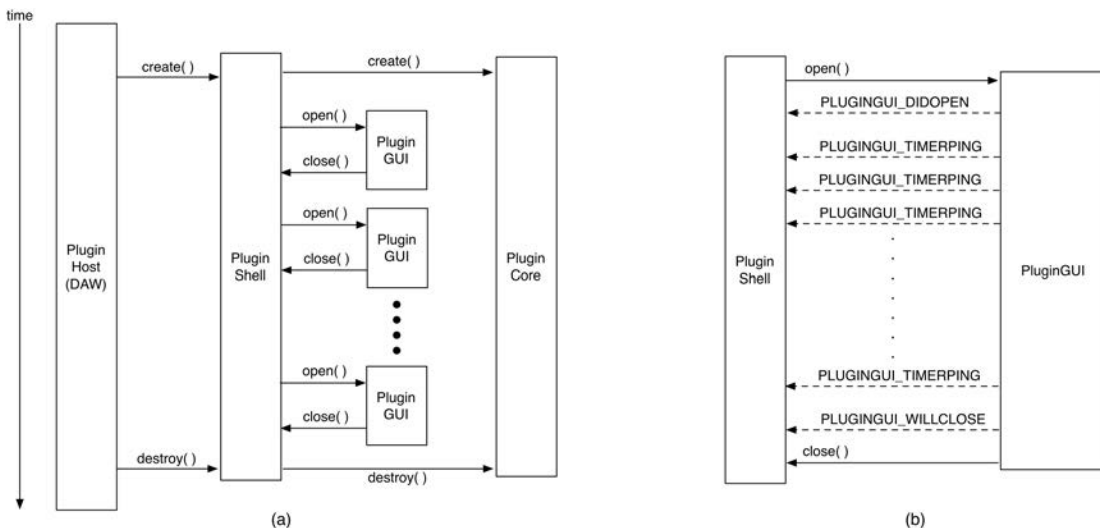 time
create( )
create( )
open( )
Plugin
GUI
close( )
open( )
Plugin
GUI
close( )
Plugin
Host
(DAW)
Plugin
Shell
Plugin
Core
open( )
Plugin
GUI
close( )
destroy( )
destroy( )
(a)
open( )
PLUGINGUI_DIDOPEN
PLUGINGUI_TIMERPING
PLUGINGUI_TIMERPING
PLUGINGUI_TIMERPING
Plugin
Shell
PluginGUI
PLUGINGUI_TIMERPING
PLUGINGUI_WILLCLOSE
close( )
(b)